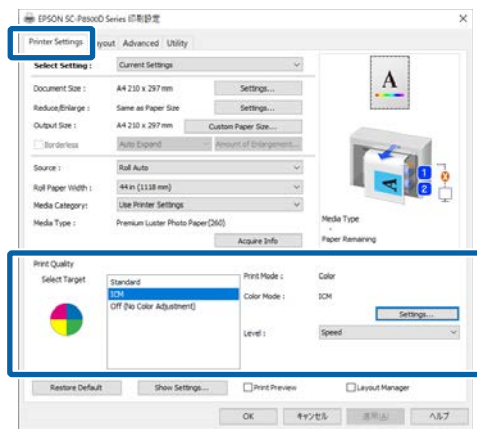 EPSON SC-P8500D Series 印刷設定
Printer Settings yout Advanced Utility
Select Setting : Current Settings
Document Size : A4 210 x 297 mm Settings...
Reduce/Enlarge : Same as Paper Size Settings...
Output Size : A4 210 x 297 mm Custom Paper Size...
Borderless Auto Expand Amount of Enlargement...
Source : Roll Auto
Roll Paper Width : 44 in (1118 mm)
Media Category: Use Printer Settings
Media Type : Premium Luster Photo Paper(260)
Acquire Info
A
A
1
2
Media Type
-
Paper Remaining
Print Quality
Select Target
Standard
ICM
Off (No Color Adjustment)
Print Mode : Color
Color Mode : ICM
Settings...
Level : Speed
Restore Default Show Settings... Print Preview Layout Manager
OK キャンセル 適用(A) ヘルプ